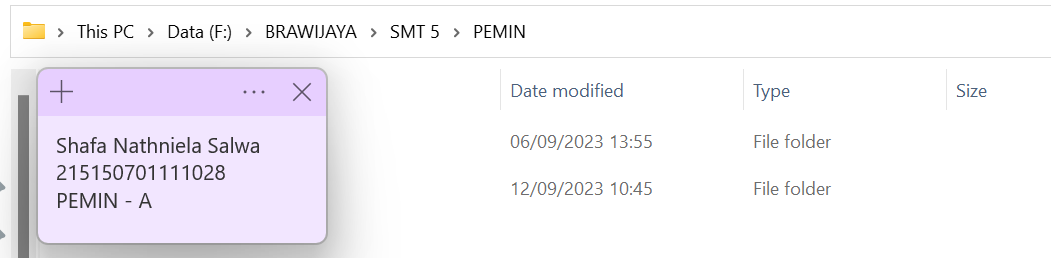 This PC > Data (F:) > BRAWIJAYA > SMT 5 > PEMIN
Date modified Type Size
Shafa Nathniela Salwa
215150701111028
PEMIN - A
06/09/2023 13:55 File folder
12/09/2023 10:45 File folder